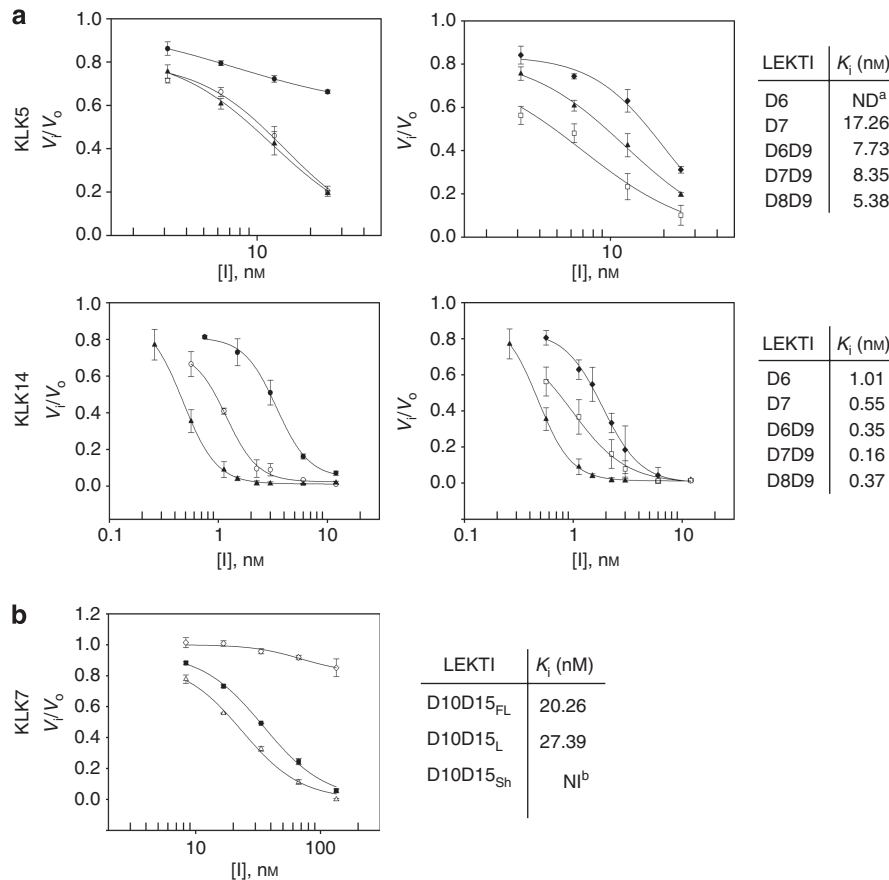 a
KLK5
Vi/Vo
1.0
0.8
0.6
0.4
0.2
0.0
10
[I], nM
Vi/Vo
1.0
0.8
0.6
0.4
0.2
0.0
10
[I], nM
LEKTI Ki (nM)
D6 NDa
D7 17.26
D6D9 7.73
D7D9 8.35
D8D9 5.38
KLK14
Vi/Vo
1.0
0.8
0.6
0.4
0.2
0.0
0.1 1 10
[I], nM
Vi/Vo
1.0
0.8
0.6
0.4
0.2
0.0
0.1 1 10
[I], nM
LEKTI Ki (nM)
D6 1.01
D7 0.55
D6D9 0.35
D7D9 0.16
D8D9 0.37
b
KLK7
Vi/Vo
1.2
1.0
0.8
0.6
0.4
0.2
0.0
10 100
[I], nM
LEKTI Ki (nM)
D10D15FL 20.26
D10D15L 27.39
D10D15Sh NIb